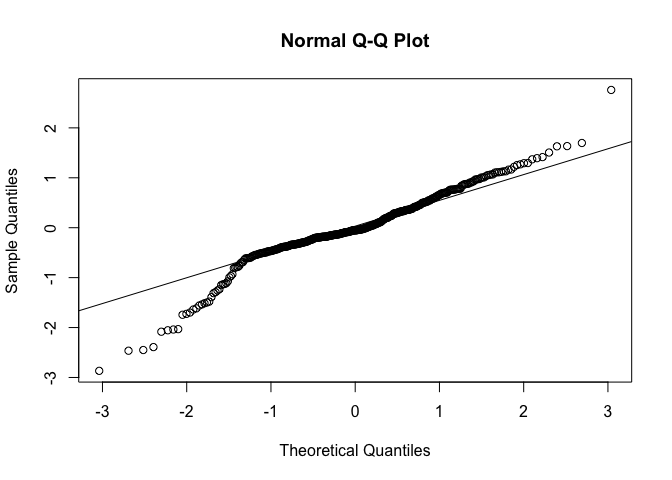 Normal Q-Q Plot
Sample Quantiles
2
1
0
-1
-2
-3
-3 -2 -1 0 1 2 3
Theoretical Quantiles